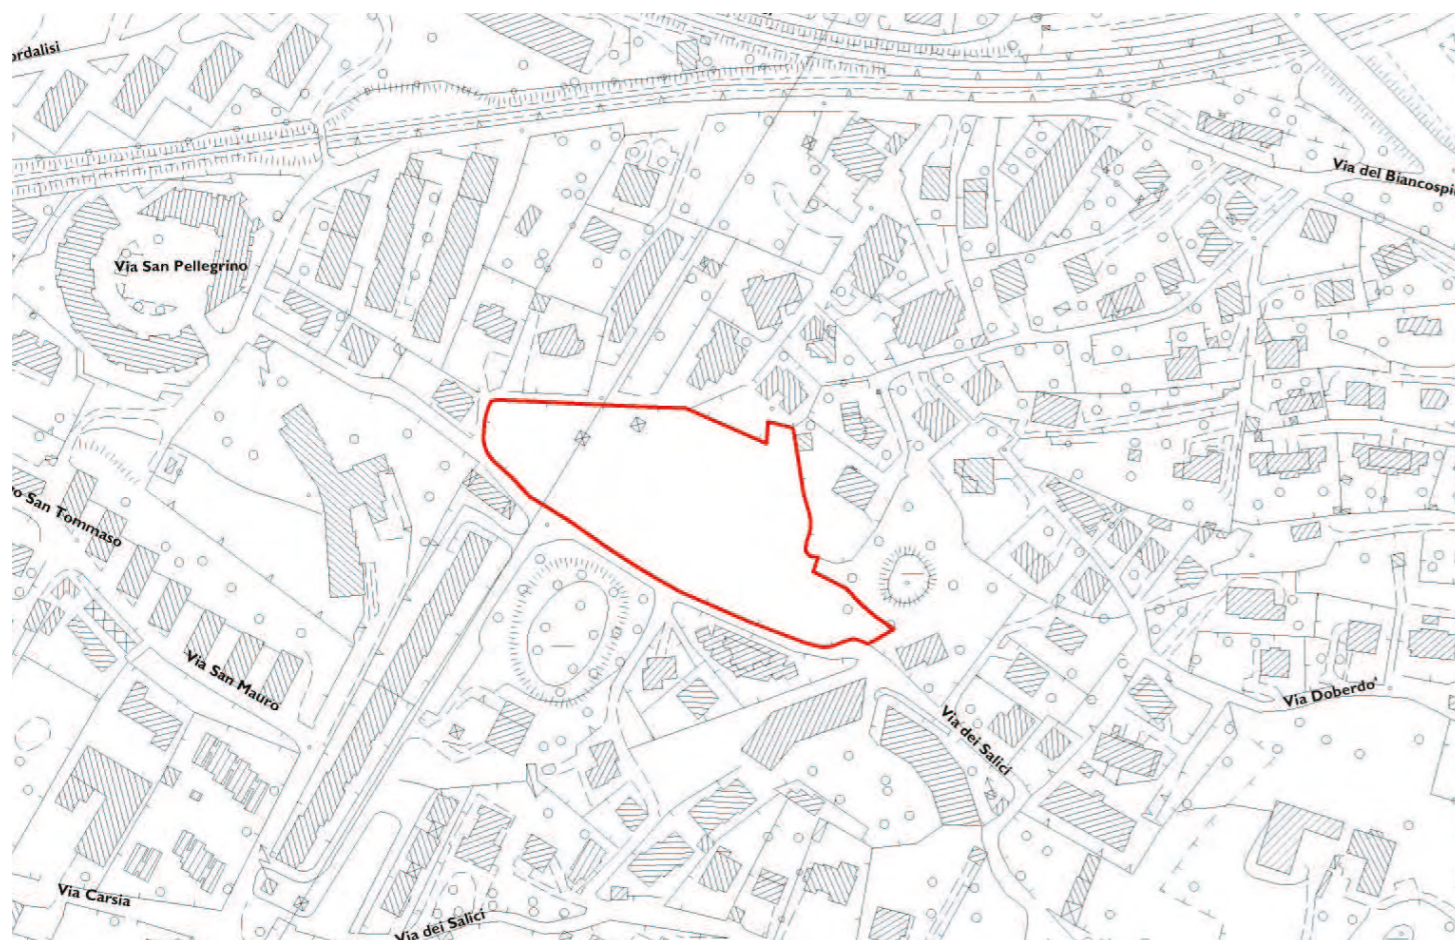 ordalisi
Via del Biancospi
Via San Pellegrino
o San Tommaso
Via San Mauro
Via Doberdo'
Via dei Salici
Via Carsia
Via dei Salici